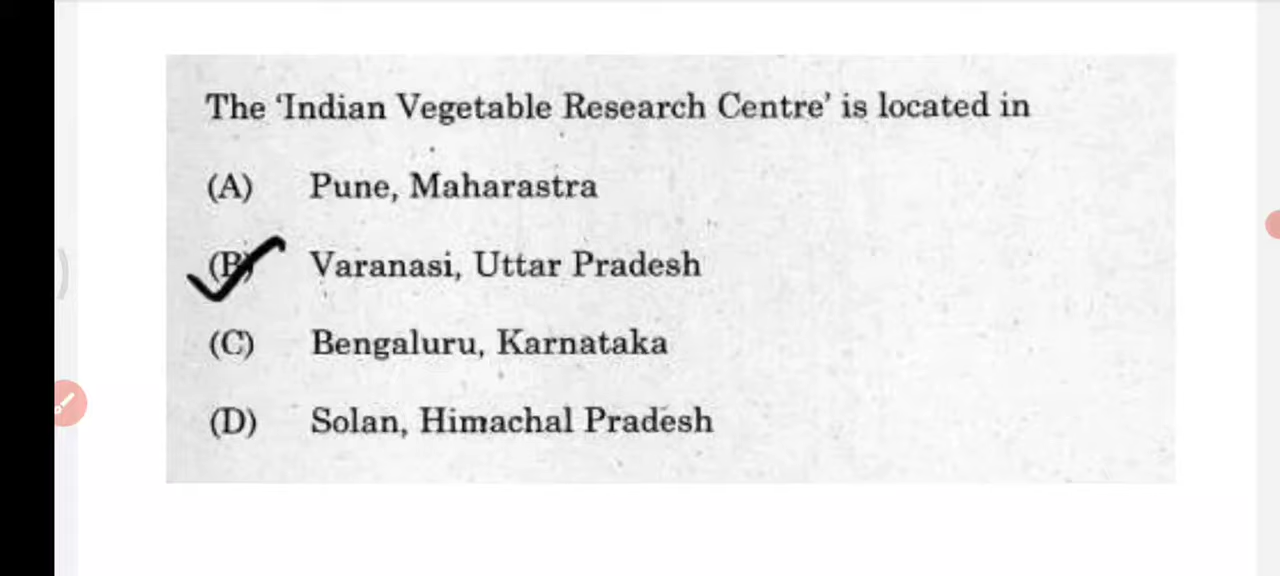 The 'Indian Vegetable Research Centre' is located in
(A) Pune, Maharastra
(B) Varanasi, Uttar Pradesh
(C) Bengaluru, Karnataka
(D) Solan, Himachal Pradesh